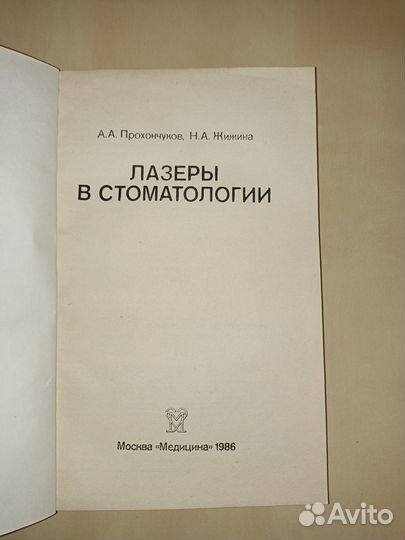 А.А. Прохончуков, Н.А. Жижина
ЛАЗЕРЫ
В СТОМАТОЛОГИИ
М
Москва «Медицина» 1986
Avito